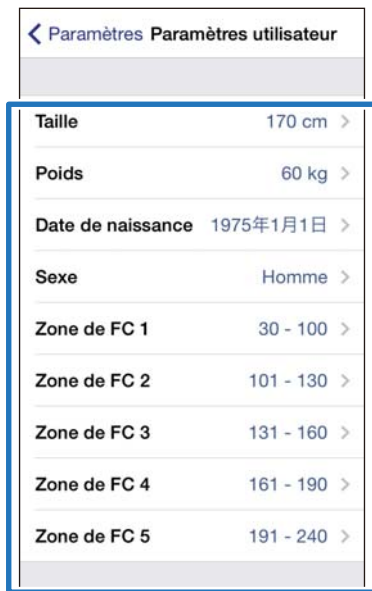 Paramètres Paramètres utilisateur
Taille 170 cm
Poids 60 kg
Date de naissance 1975年1月1日
Sexe Homme
Zone de FC 1 30 - 100
Zone de FC 2 101 - 130
Zone de FC 3 131 - 160
Zone de FC 4 161 - 190
Zone de FC 5 191 - 240